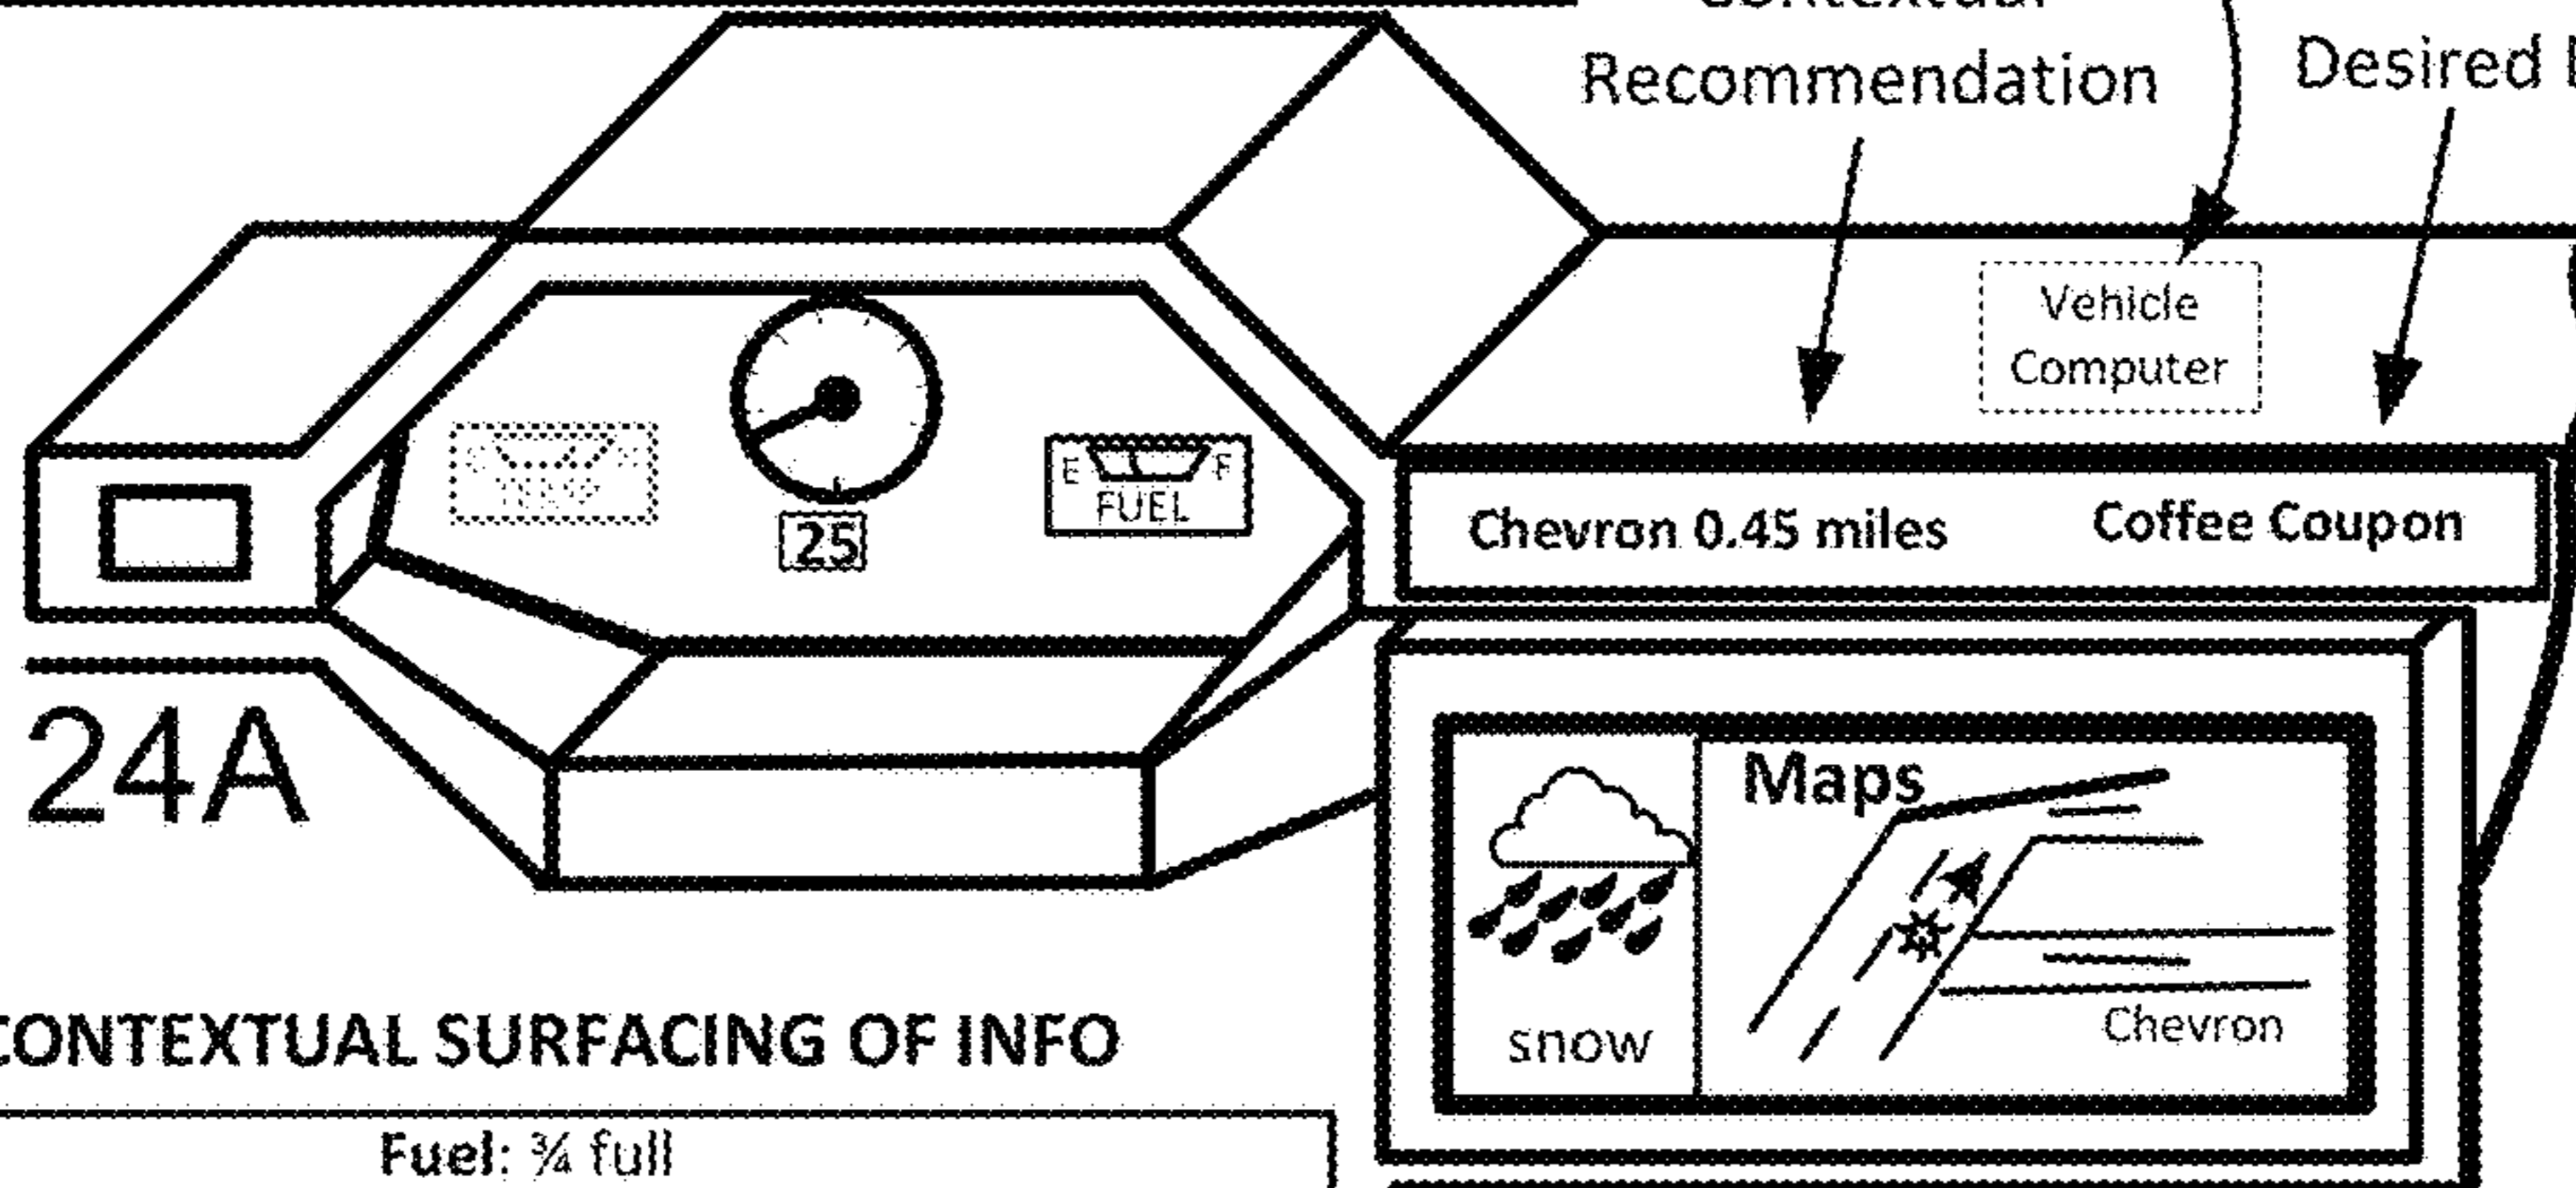 Contextual
Recommendation
Desired
Vehicle
Computer
E F
FUEL
25
Chevron 0.45 miles
Coffee Coupon
24A
Maps
snow
Chevron
CONTEXTUAL SURFACING OF INFO
Fuel: ¾ full